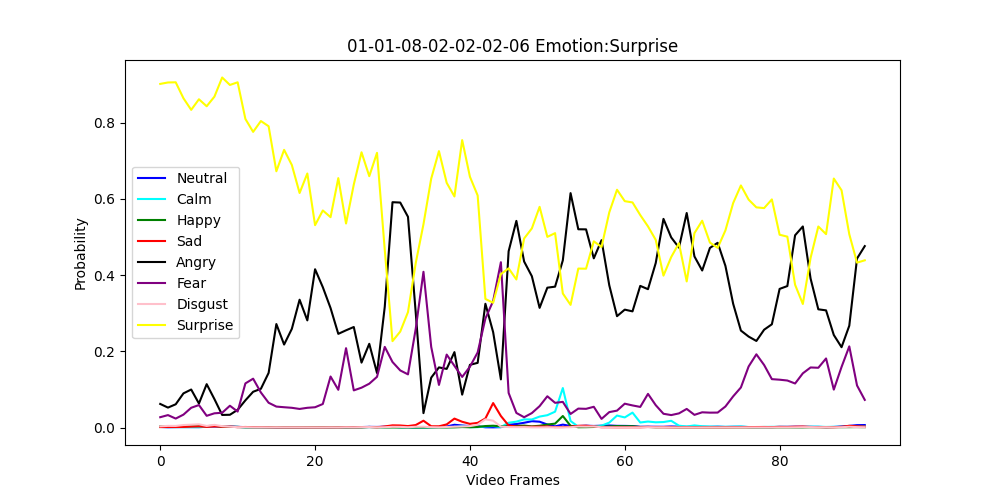 01-01-08-02-02-02-06 Emotion:Surprise
Probability
0.8
0.6
0.4
0.2
0.0
Neutral
Calm
Happy
Sad
Angry
Fear
Disgust
Surprise
0 20 40 60 80
Video Frames